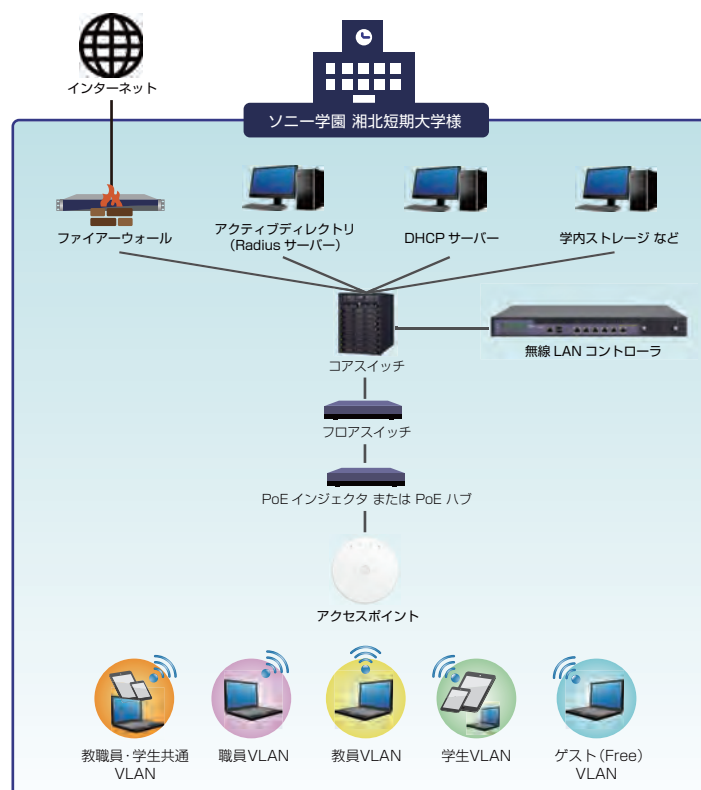 インターネット
ソニー学園 湘北短期大学様
ファイアーウォール
アクティブディレクトリ
（Radius サーバー）
DHCP サーバー
学内ストレージ など
無線 LAN コントローラ
コアスイッチ
フロアスイッチ
PoE インジェクタ または PoE ハブ
アクセスポイント
教職員・学生共通
VLAN
職員VLAN
教員VLAN
学生VLAN
ゲスト（Free）
VLAN